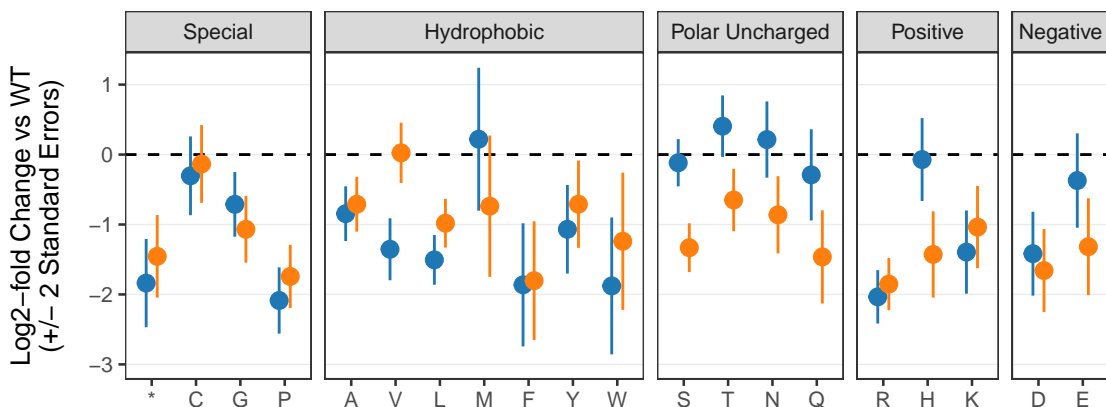 Special Hydrophobic Polar Uncharged Positive Negative
Log2-fold Change vs WT
(+/− 2 Standard Errors)
1
0
−1
−2
−3
* C G P A V L M F Y W S T N Q R H K D E